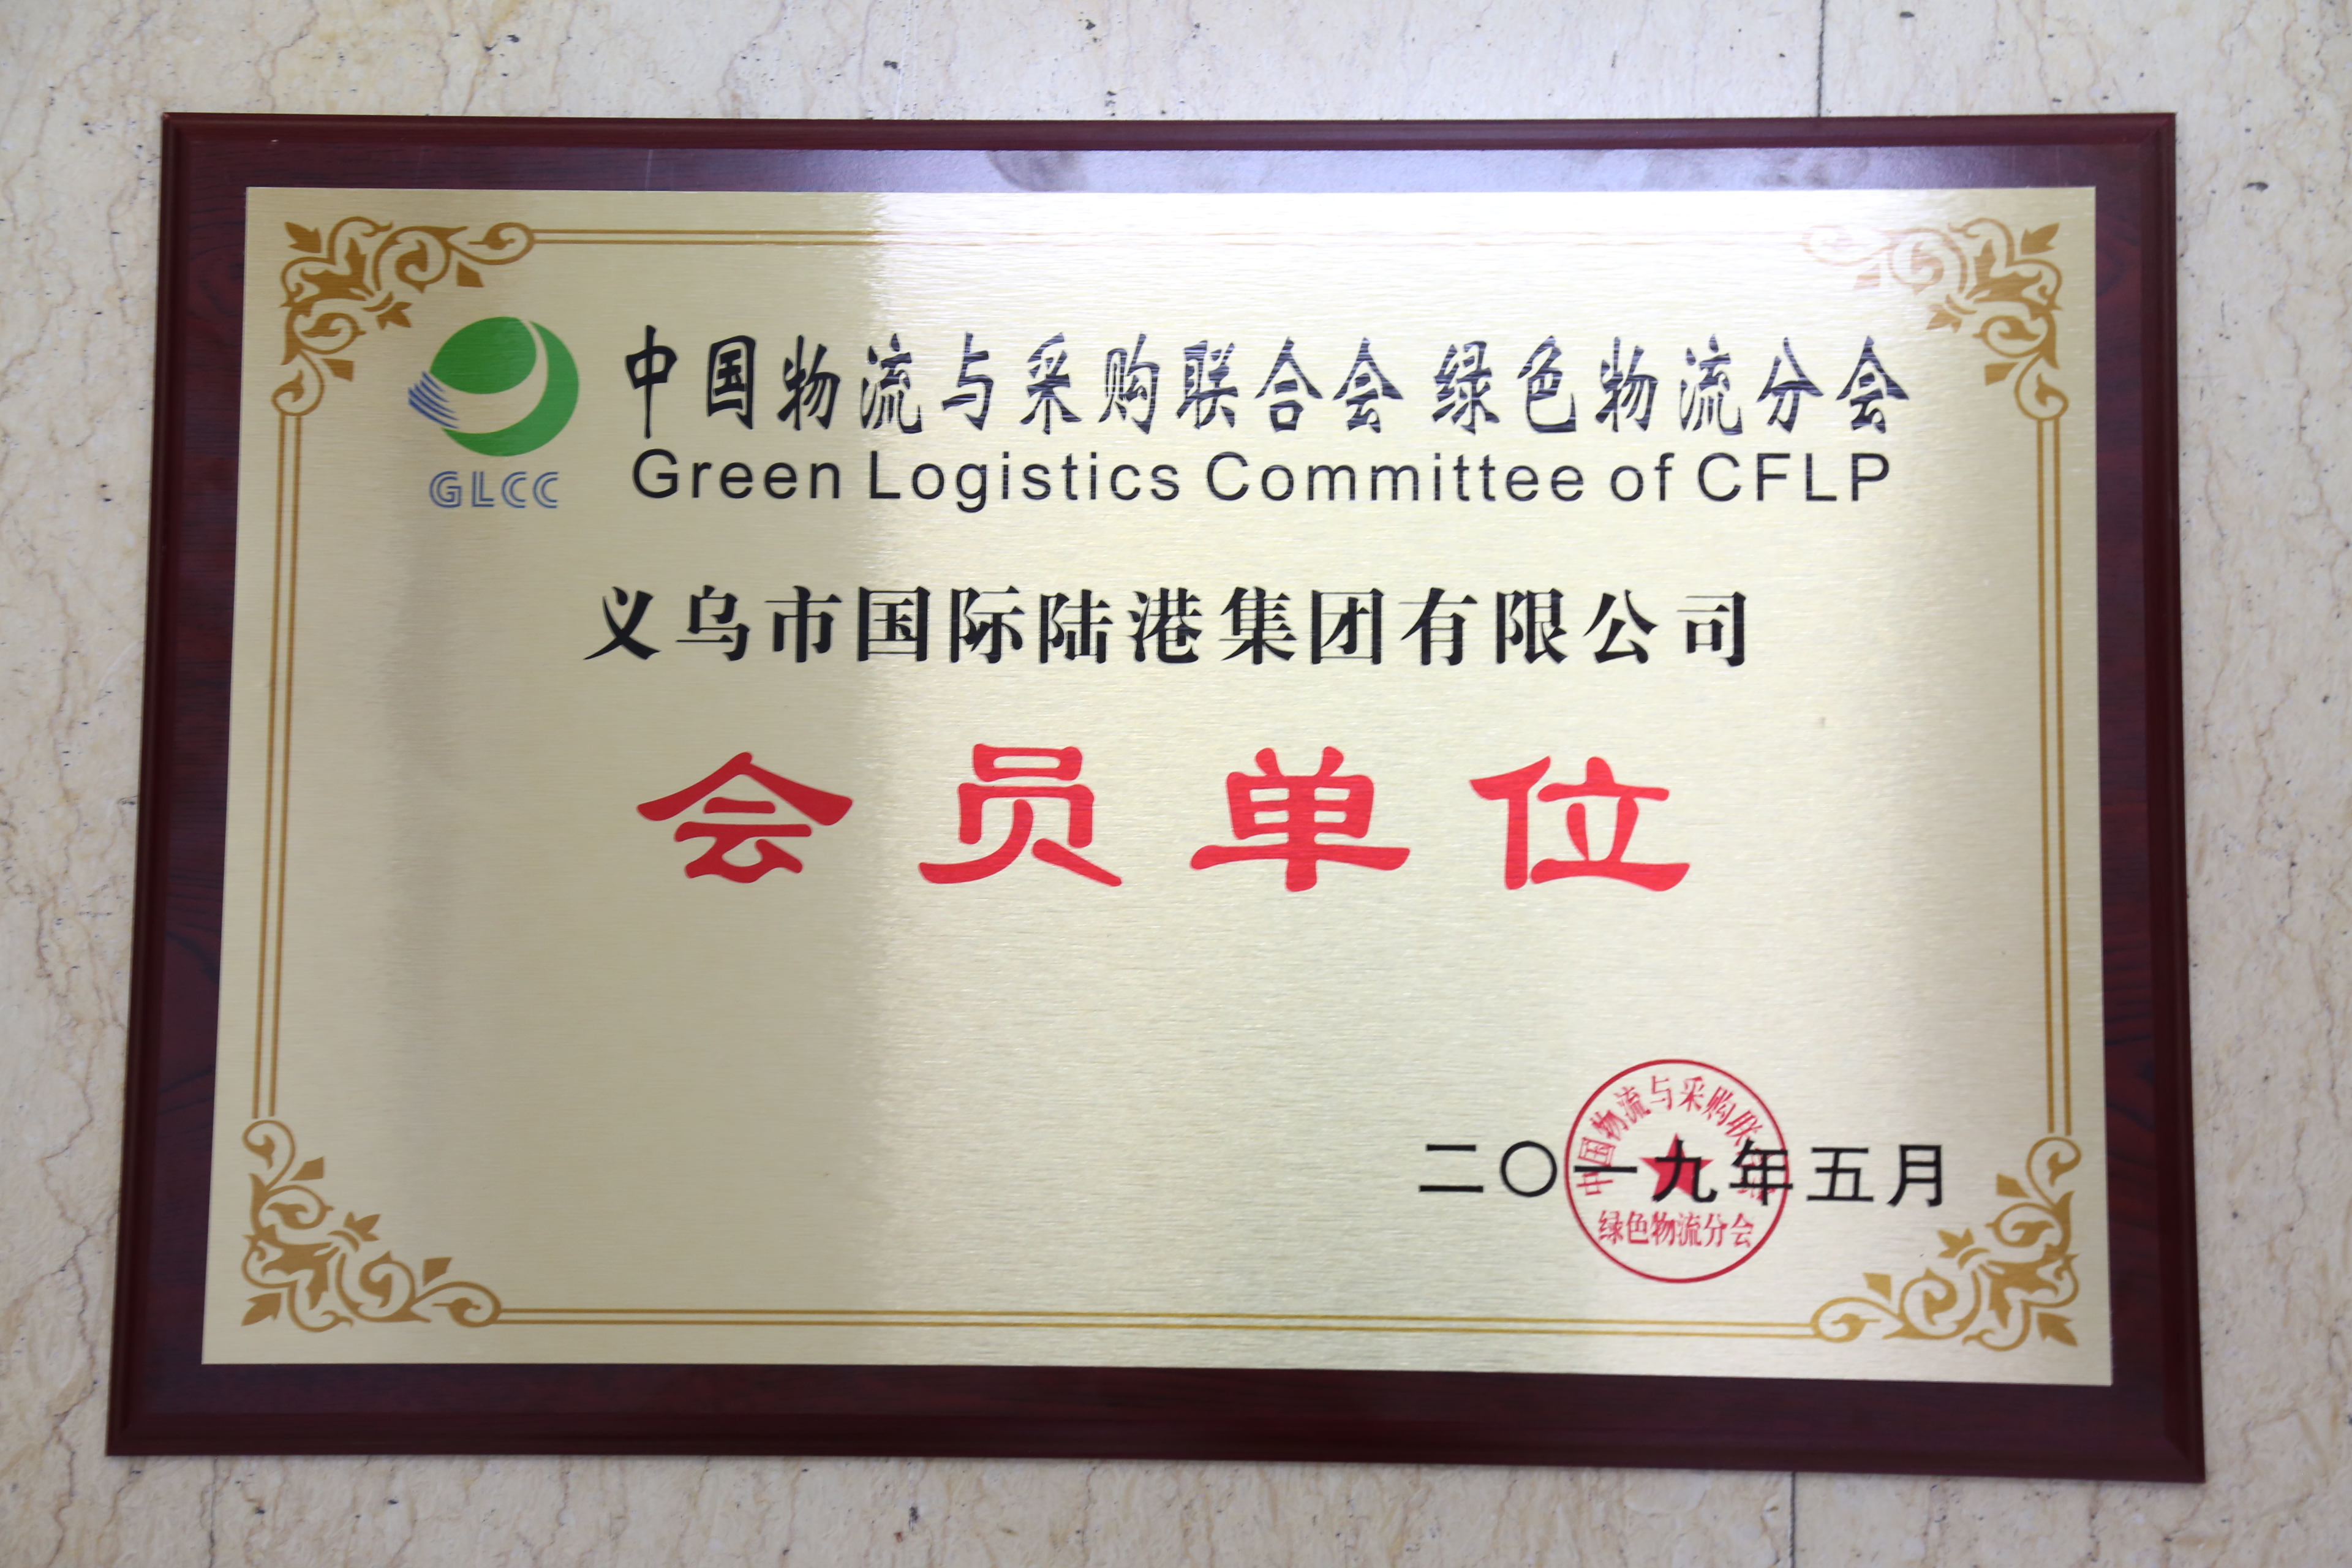 中国物流与采购联合会 绿色物流分会
GLCC
Green Logistics Committee of CFLP
义乌市国际陆港集团有限公司
会员单位
中国物流与采购联
二〇一九年五月
绿色物流分会